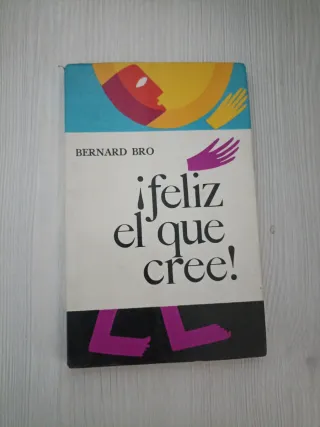 BERNARD BRO
¡feliz
el que
cree!